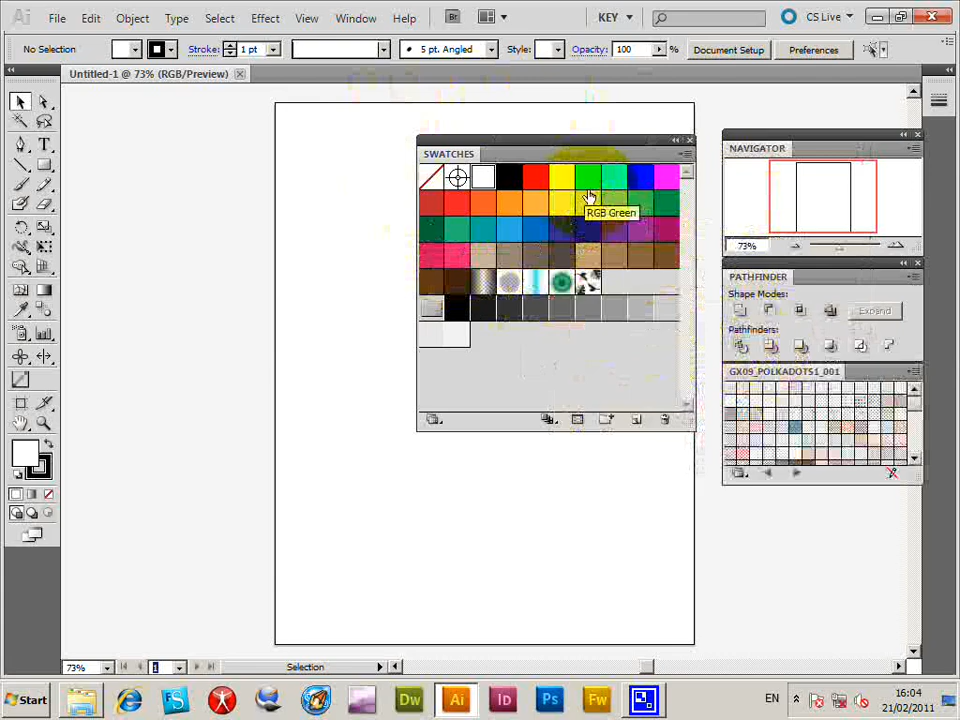 Ai File Edit Object Type Select Effect View Window Help Br KEY CS Live
No Selection Stroke: 1 pt 5 pt. Angled Style: Opacity: 100 % Document Setup Preferences
Untitled-1 @ 73% (RGB/Preview)
SWATCHES
RGB Green
NAVIGATOR
73%
PATHFINDER
Shape Modes:
Expand
Pathfinders:
GX09_POLKADOTS1_001
T
73% 1 Selection
Start FS Dw Ai Id Ps Fw EN 16:04
21/02/2011